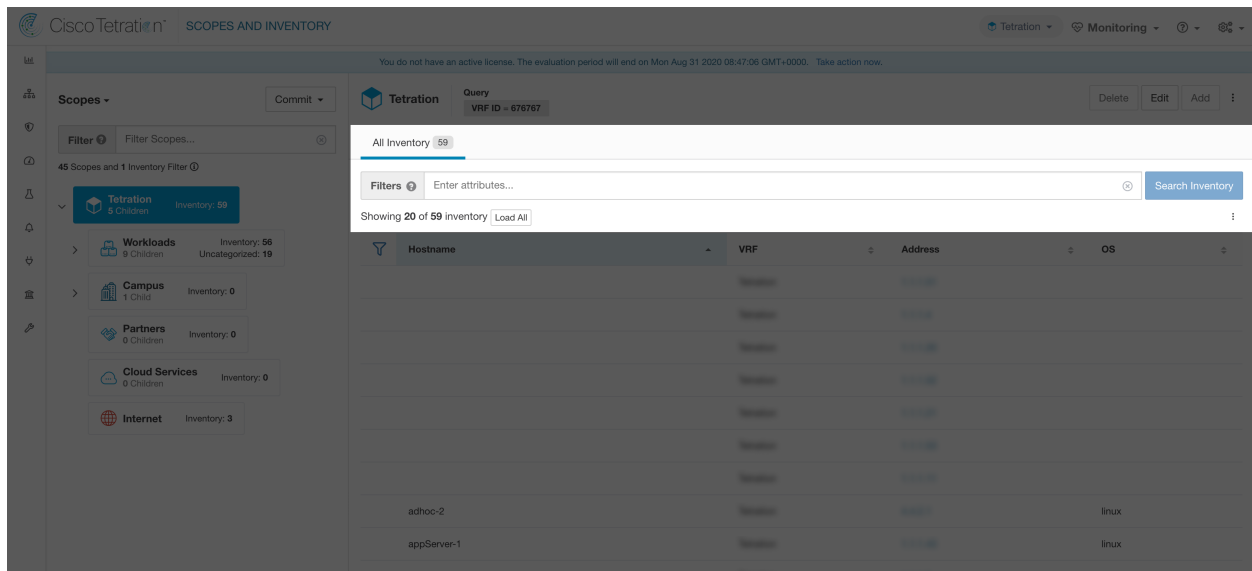 Cisco Tetration™ SCOPES AND INVENTORY Tetration Monitoring
You do not have an active license. The evaluation period will end on Mon Aug 31 2020 08:47:06 GMT+0000. Take action now.
Scopes Commit
Filter Filter Scopes...
45 Scopes and 1 Inventory Filter
Tetration Inventory: 59
5 Children
Workloads Inventory: 56
9 Children Uncategorized: 19
Campus Inventory: 0
1 Child
Partners Inventory: 0
0 Children
Cloud Services Inventory: 0
0 Children
Internet Inventory: 3
Tetration Query
VRF ID = 676767
Delete Edit Add
All Inventory 59
Filters Enter attributes... Search Inventory
Showing 20 of 59 inventory Load All
Hostname VRF Address OS
adhoc-2 linux
appServer-1 linux